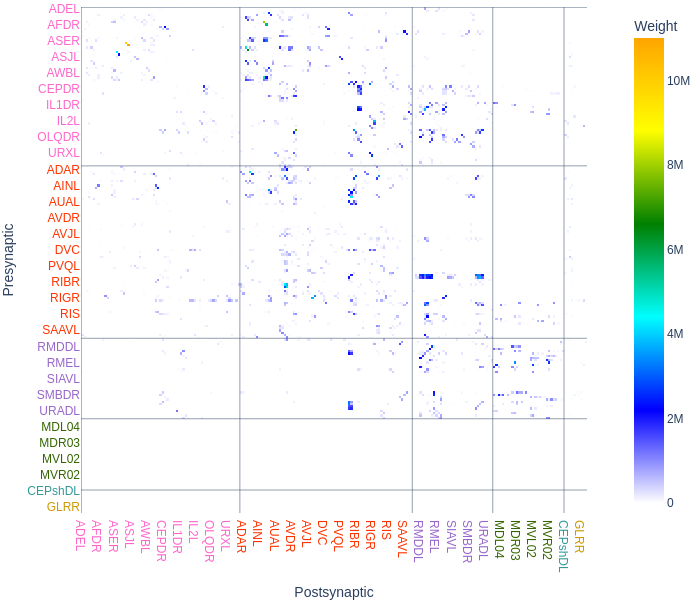 Weight
ADEL
AFDR
ASER
ASJL
AWBL
CEPDR
IL1DR
IL2L
OLQDR
URXL
ADAR
AINL
AUAL
AVDR
AVJL
DVC
PVQL
RIBR
RIGR
RIS
SAAVL
RMDDL
RMEL
SIAVL
SMBDR
URADL
MDL04
MDR03
MVL02
MVR02
CEPshDL
GLRR
Presynaptic
10M
8M
6M
4M
2M
0
ADEL
AFDR
ASER
ASJL
AWBL
CEPDR
IL1DR
IL2L
OLQDR
URXL
ADAR
AINL
AUAL
AVDR
AVJL
DVC
PVQL
RIBR
RIGR
RIS
SAAVL
RMDDL
RMEL
SIAVL
SMBDR
URADL
MDL04
MDR03
MVL02
MVR02
CEPshDL
GLRR
Postsynaptic